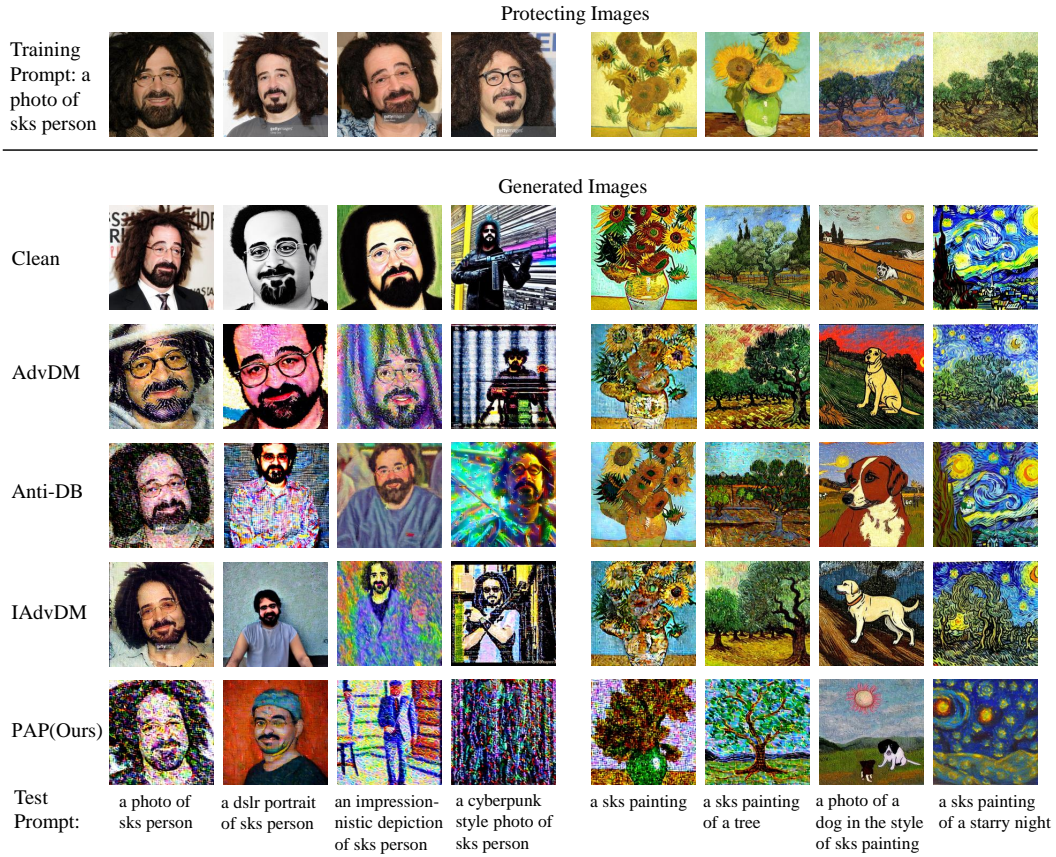 Protecting Images
Training
Prompt: a
photo of
sks person
gettyimages
gettyimages
Generated Images
Clean
AdvDM
Anti-DB
IAdvDM
PAP(Ours)
Test
Prompt:
a photo of
sks person
a dslr portrait
of sks person
an impression-
nistic depiction
of sks person
a cyberpunk
style photo of
sks person
a sks painting
a sks painting
of a tree
a photo of a
dog in the style
of sks painting
a sks painting
of a starry night